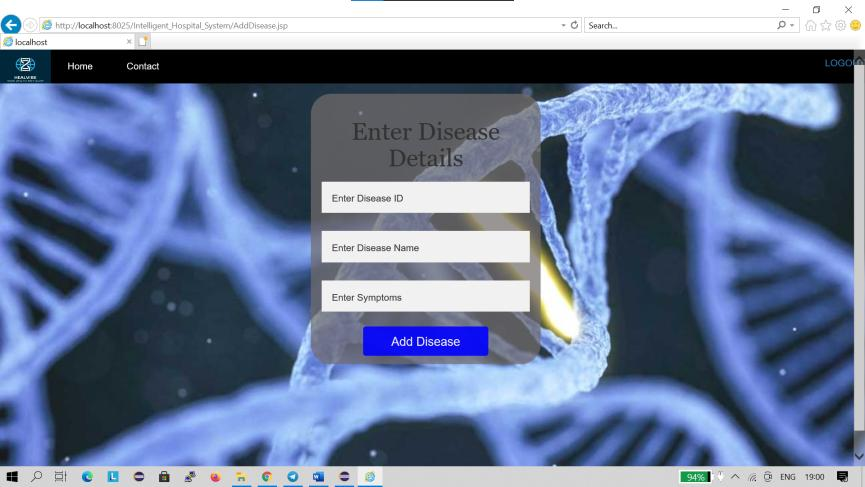 http://localhost:8025/Intelligent_Hospital_System/AddDisease.jsp
Search...
localhost
HEALVIBE
Home
Contact
LOGO
Enter Disease
Details
Enter Disease ID
Enter Disease Name
Enter Symptoms
Add Disease
94%
ENG
19:00